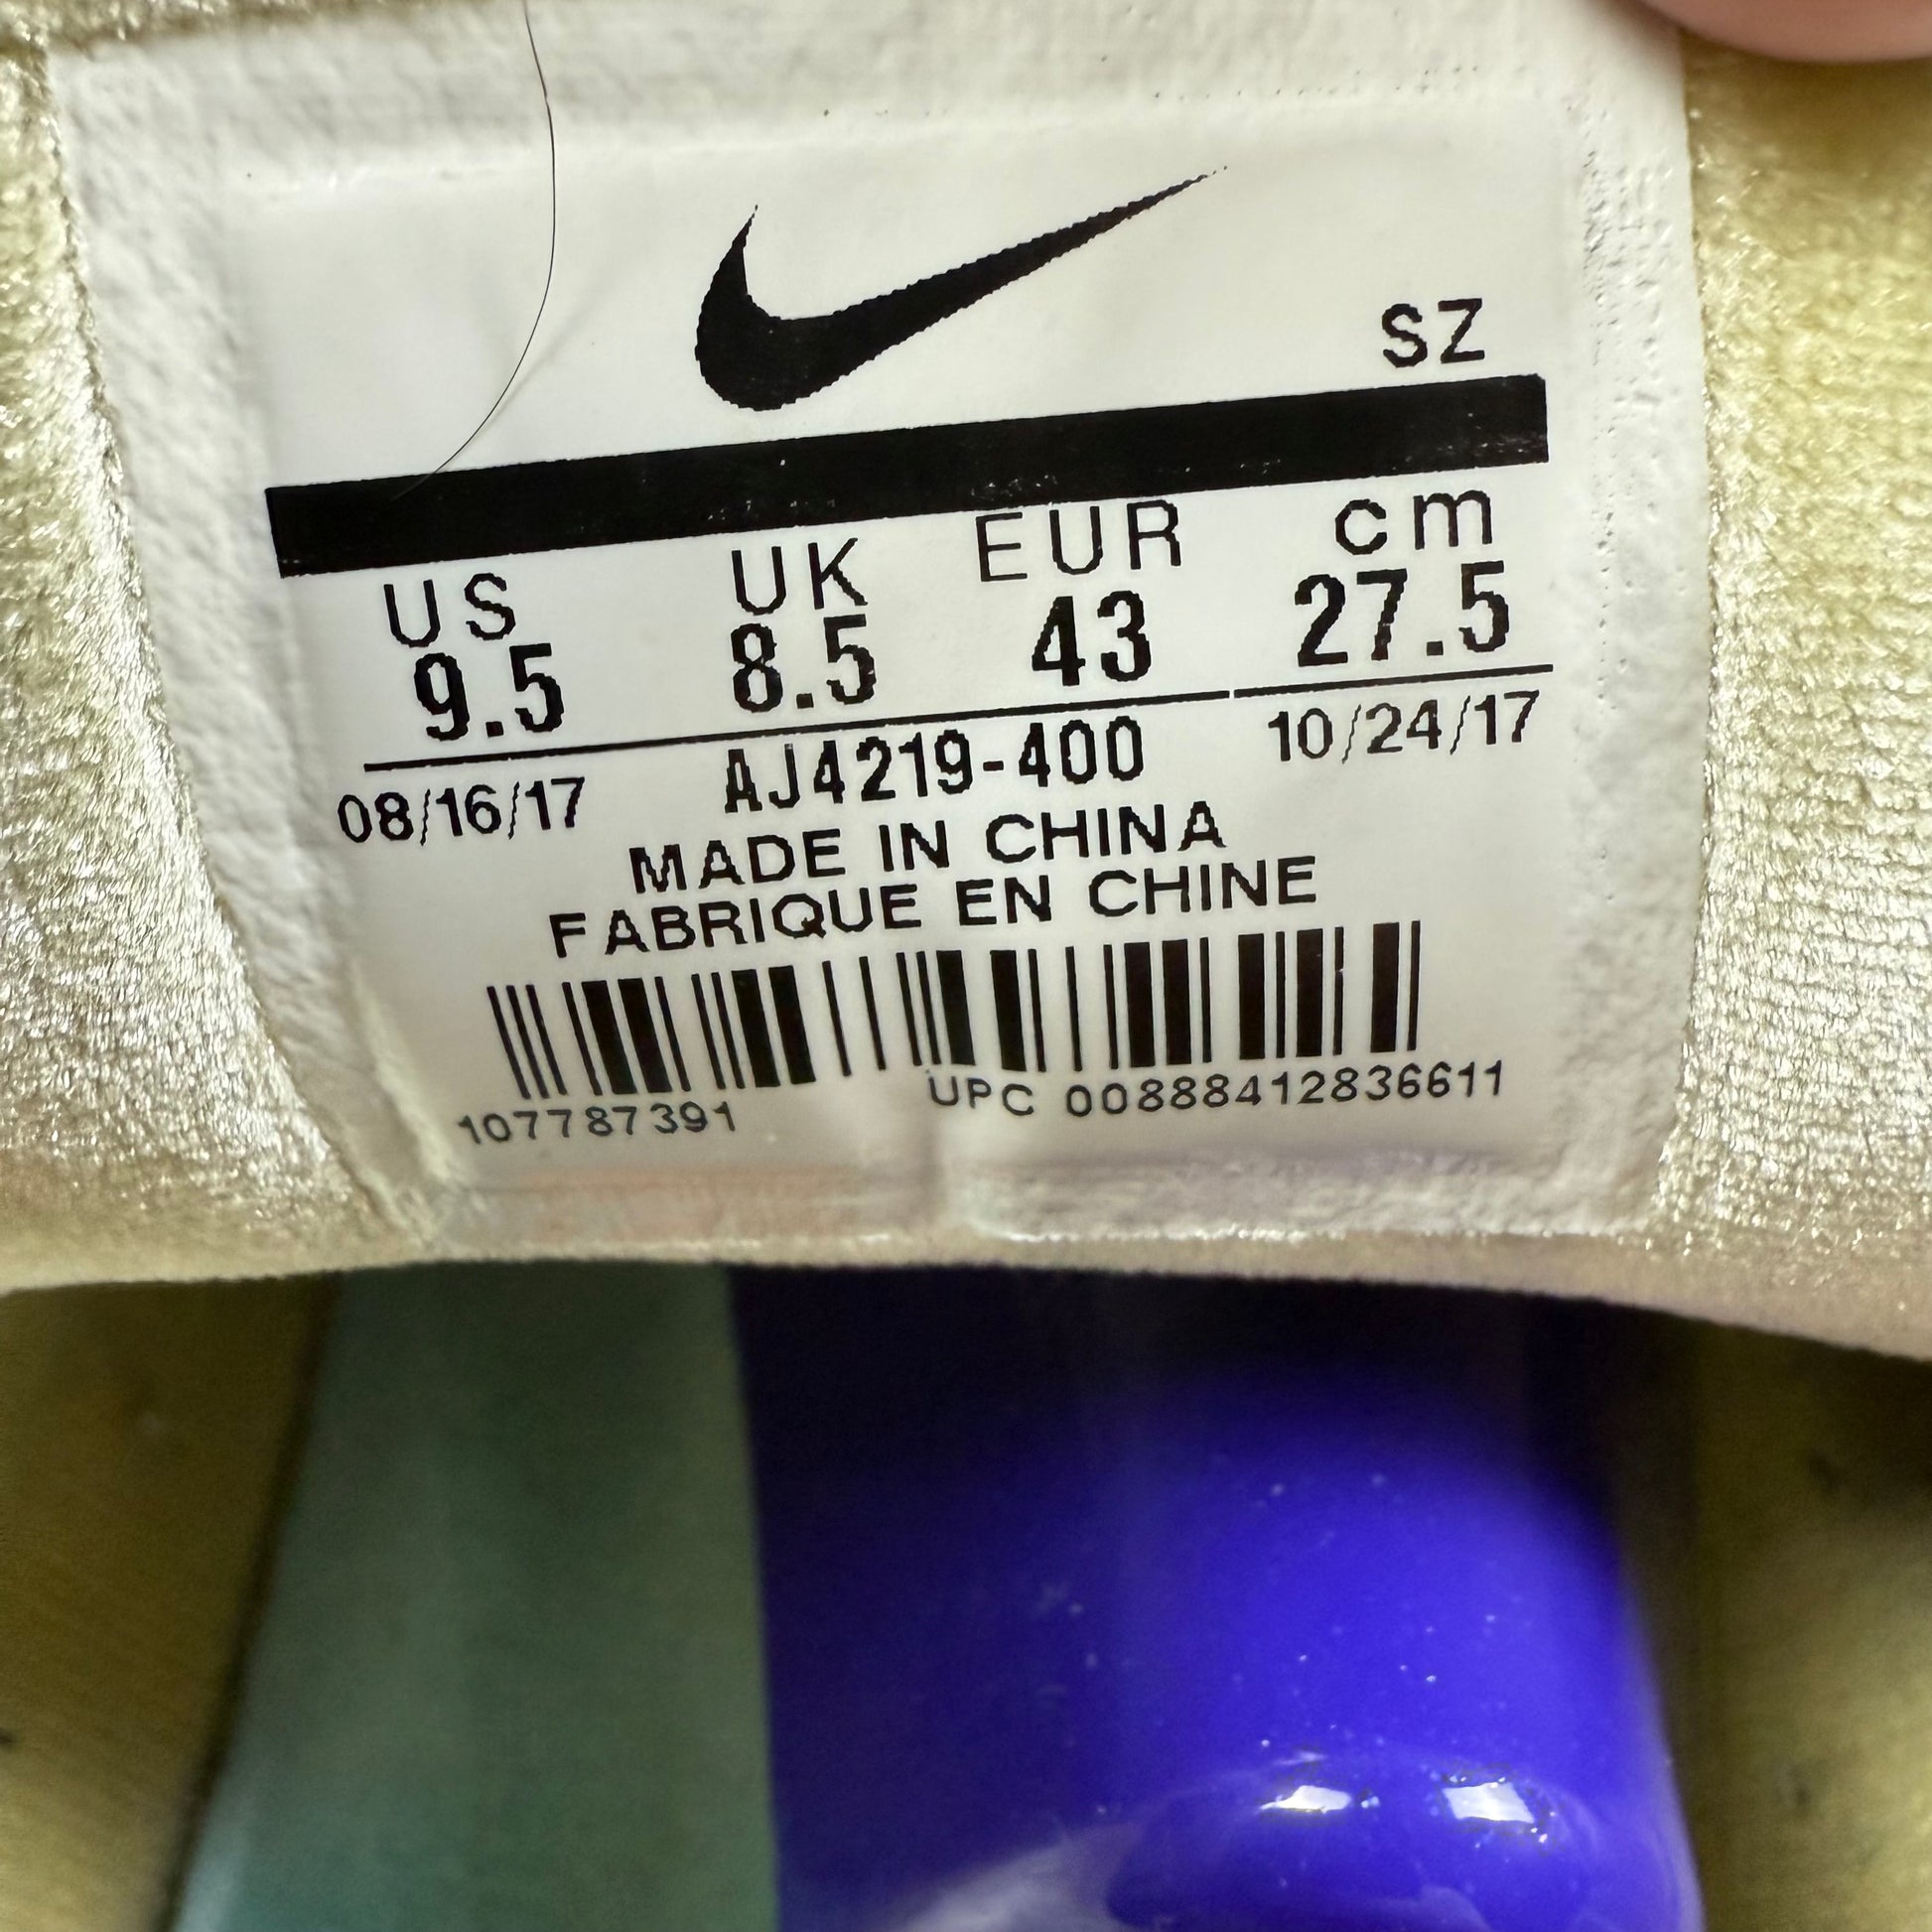 SZ
US UK EUR cm
9.5 8.5 43 27.5
08/16/17 AJ4219-400 10/24/17
MADE IN CHINA
FABRIQUE EN CHINE
107787391 UPC 00888412836611